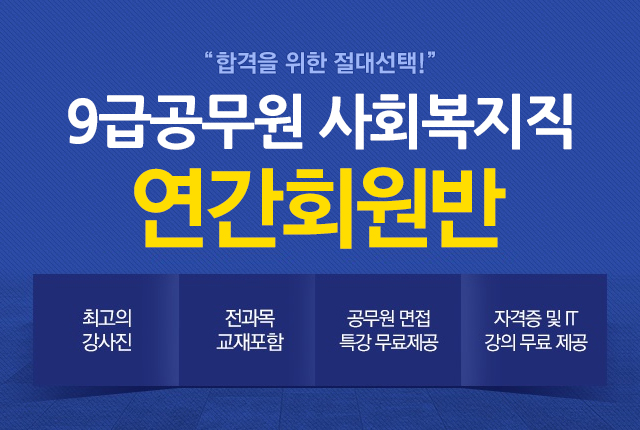 “합격을 위한 절대선택!”
9급공무원 사회복지직
연간회원반
최고의
강사진
전과목
교재포함
공무원 면접
특강 무료제공
자격증 및 IT
강의 무료 제공